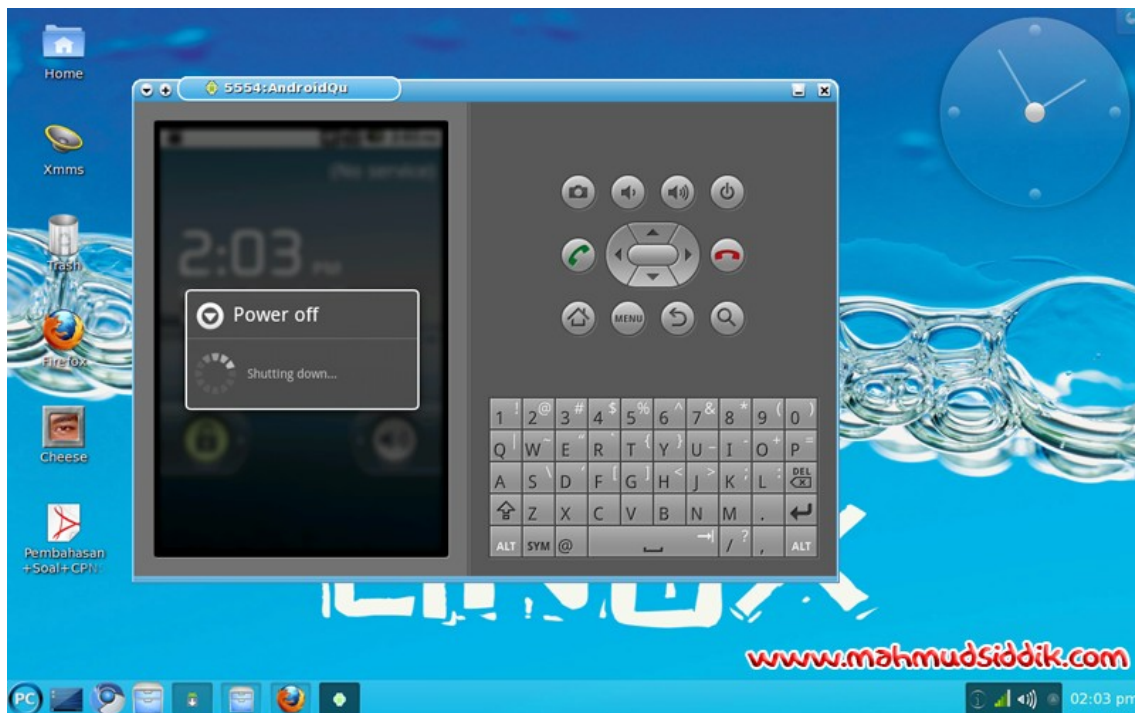 Home
Xmms
Trash
Firefox
Cheese
Pembahasan
+Soal+CPN
5554:AndroidQu
(No service)
2:03 PM
Power off
Shutting down...
MENU
1 ! 2 @ 3 # 4 $ 5 % 6 ^ 7 & 8 * 9 ( 0 )
Q | W ~ E " R ` T { Y } U _ I - O + P =
A S \ D ' F [ G ] H < J > K ; L : DEL
Z X C V B N M .
ALT SYM @ / ? , ALT
LINUX
www.mahmudsiddik.com
PC
02:03 pm